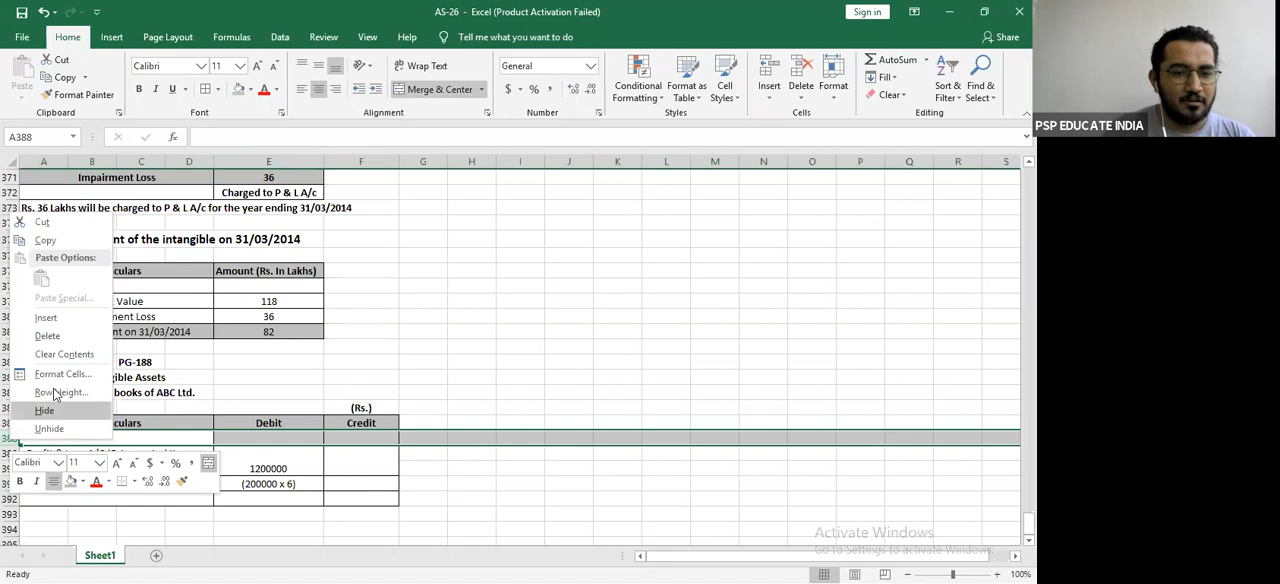 AS-26 - Excel (Product Activation Failed)
Sign in
File Home Insert Page Layout Formulas Data Review View Help Tell me what you want to do Share
Paste Cut Copy Format Painter
Calibri 11 B I U
Wrap Text
Merge & Center
General
$ % ,
Conditional Formatting Format as Table Cell Styles
Insert Delete Format
AutoSum
Fill
Clear
Sort & Filter Find & Select
Clipboard Font Alignment Number Styles Cells Editing
PSP EDUCATE INDIA
A388 fx
A B C D E F G H I J K L M N O P Q R S
371 Impairment Loss 36
372 Charged to P & L A/c
373 Rs. 36 Lakhs will be charged to P & L A/c for the year ending 31/03/2014
Cut
Copy
nt of the intangible on 31/03/2014
Paste Options:
culars Amount (Rs. In Lakhs)
Paste Special...
Value 118
Insert
ment Loss 36
Delete
nt on 31/03/2014 82
Clear Contents
PG-188
Format Cells...
gible Assets
Row Height...
books of ABC Ltd.
Hide
(Rs.)
culars Debit Credit
Unhide
Calibri 11 $ % ,
B I A
1200000
(200000 x 6)
392
393
394
Activate Windows
Go to Settings to activate Windows.
Sheet1
Ready
100%